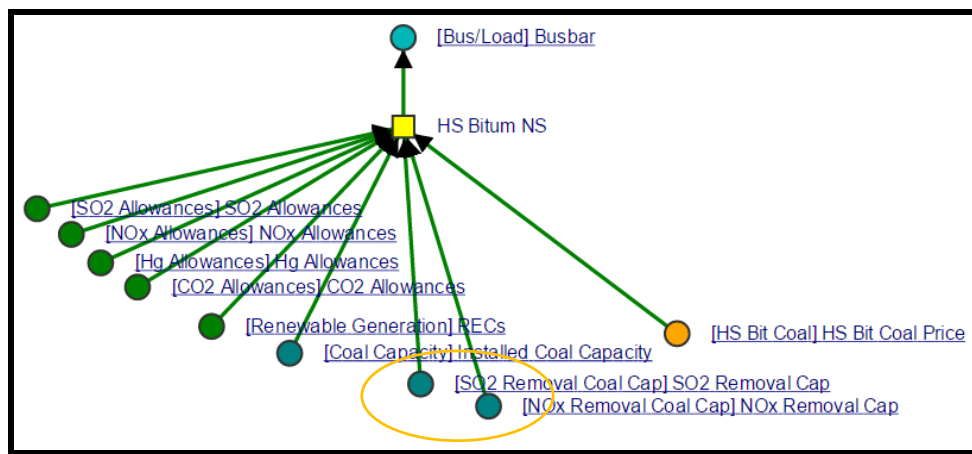 [Bus/Load] Busbar
HS Bitum NS
[SO2 Allowances] SO2 Allowances
[NOx Allowances] NOx Allowances
[Hg Allowances] Hg Allowances
[CO2 Allowances] CO2 Allowances
[Renewable Generation] RECs
[HS Bit Coal] HS Bit Coal Price
[Coal Capacity] Installed Coal Capacity
[SO2 Removal Coal Cap] SO2 Removal Cap
[NOx Removal Coal Cap] NOx Removal Cap